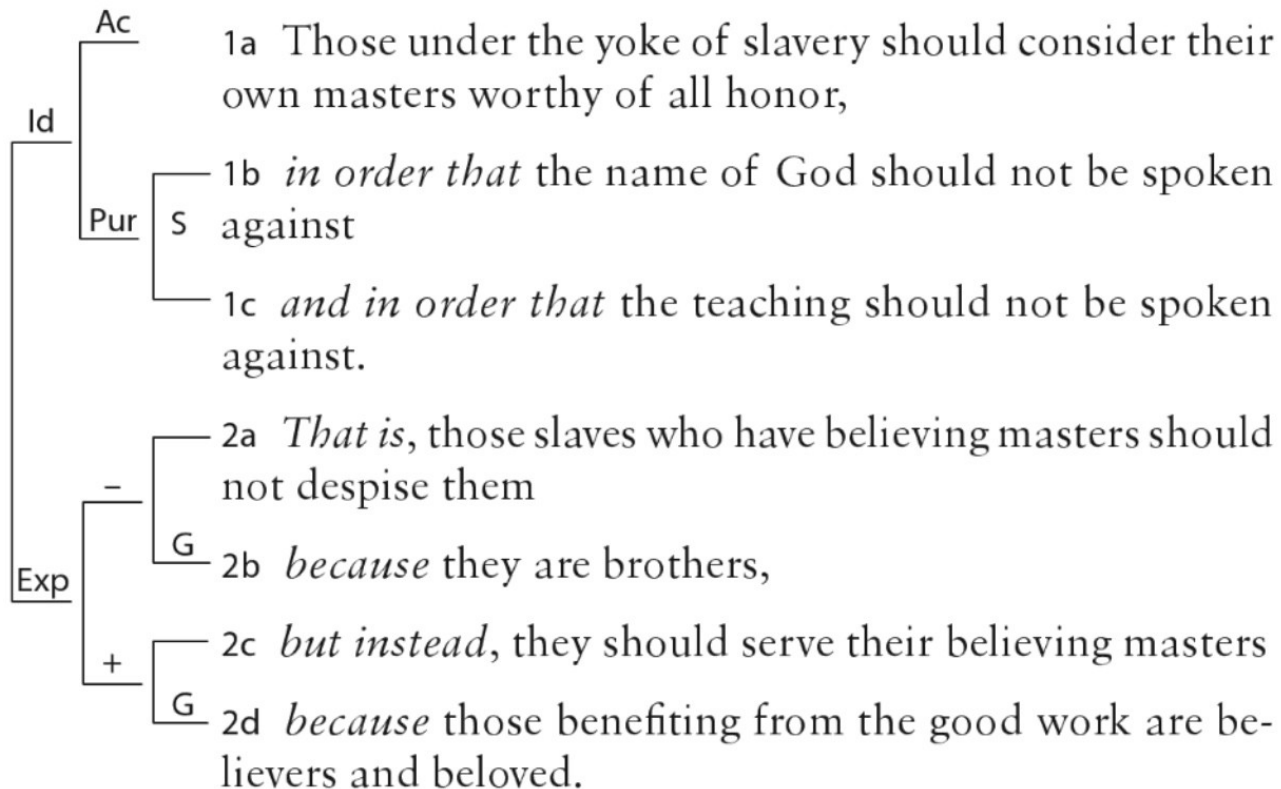 Ac
1a Those under the yoke of slavery should consider their
own masters worthy of all honor,
Id
1b in order that the name of God should not be spoken
Pur S against
1c and in order that the teaching should not be spoken
against.
2a That is, those slaves who have believing masters should
not despise them
–
G
2b because they are brothers,
Exp
2c but instead, they should serve their believing masters
+
G
2d because those benefiting from the good work are be-
lievers and beloved.